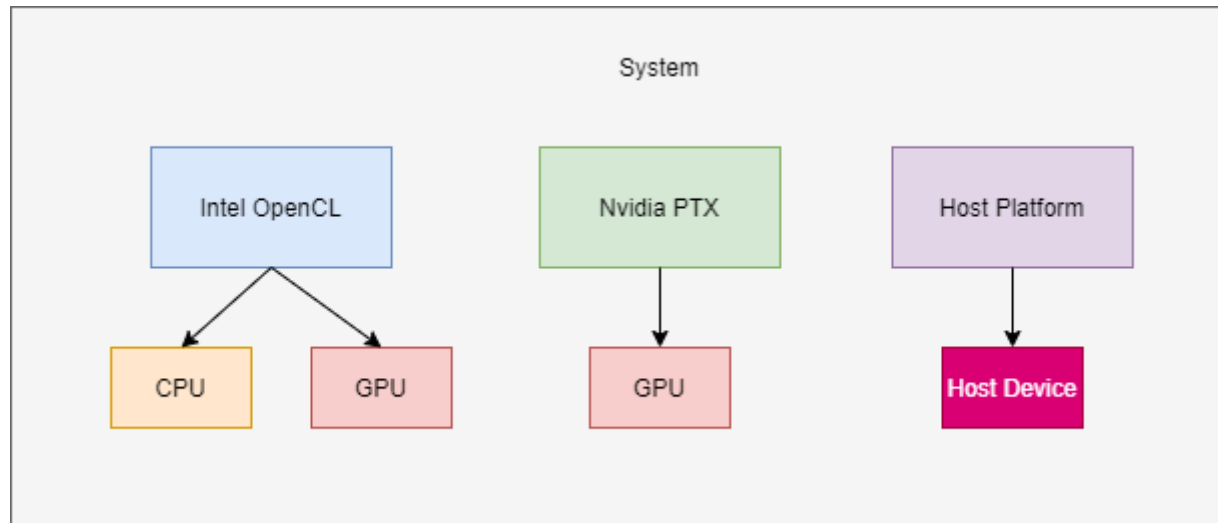 System
Intel OpenCL
Nvidia PTX
Host Platform
CPU
GPU
GPU
Host Device